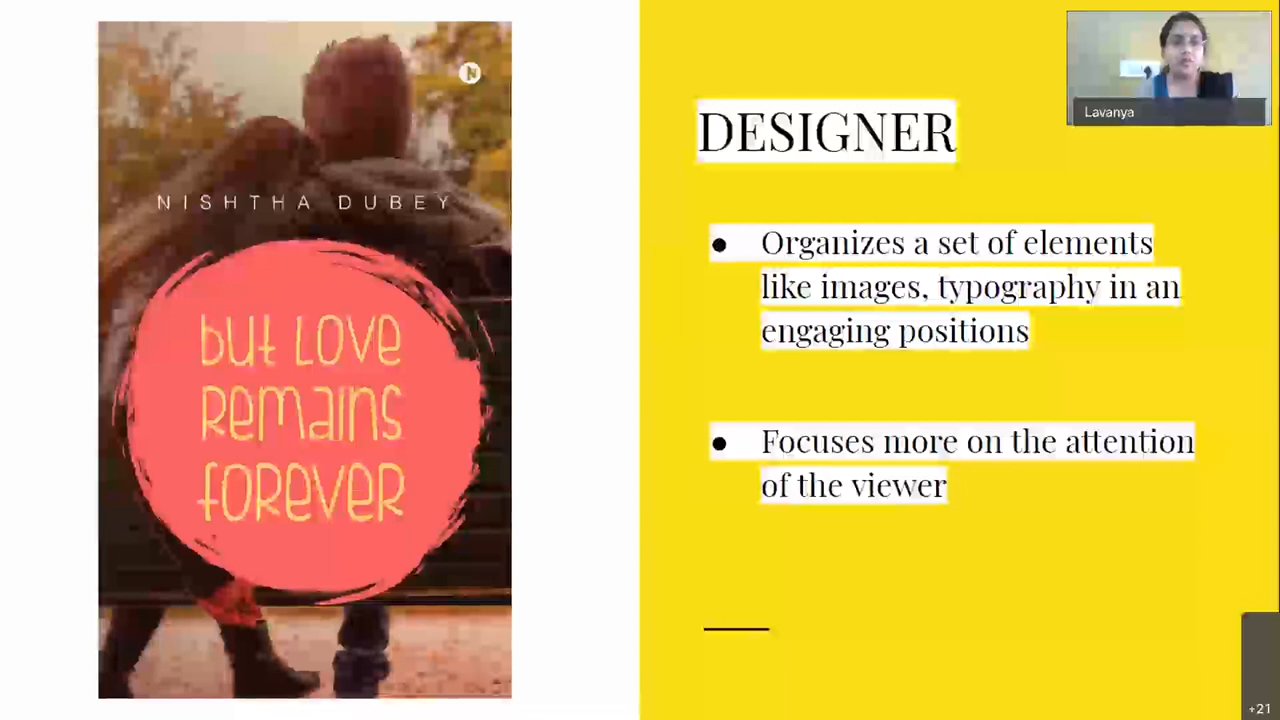 N
NISHTHA DUBEY
but LOVE
Remains
foREVER
DESIGNER
● Organizes a set of elements
like images, typography in an
engaging positions
● Focuses more on the attention
of the viewer
Lavanya
+21